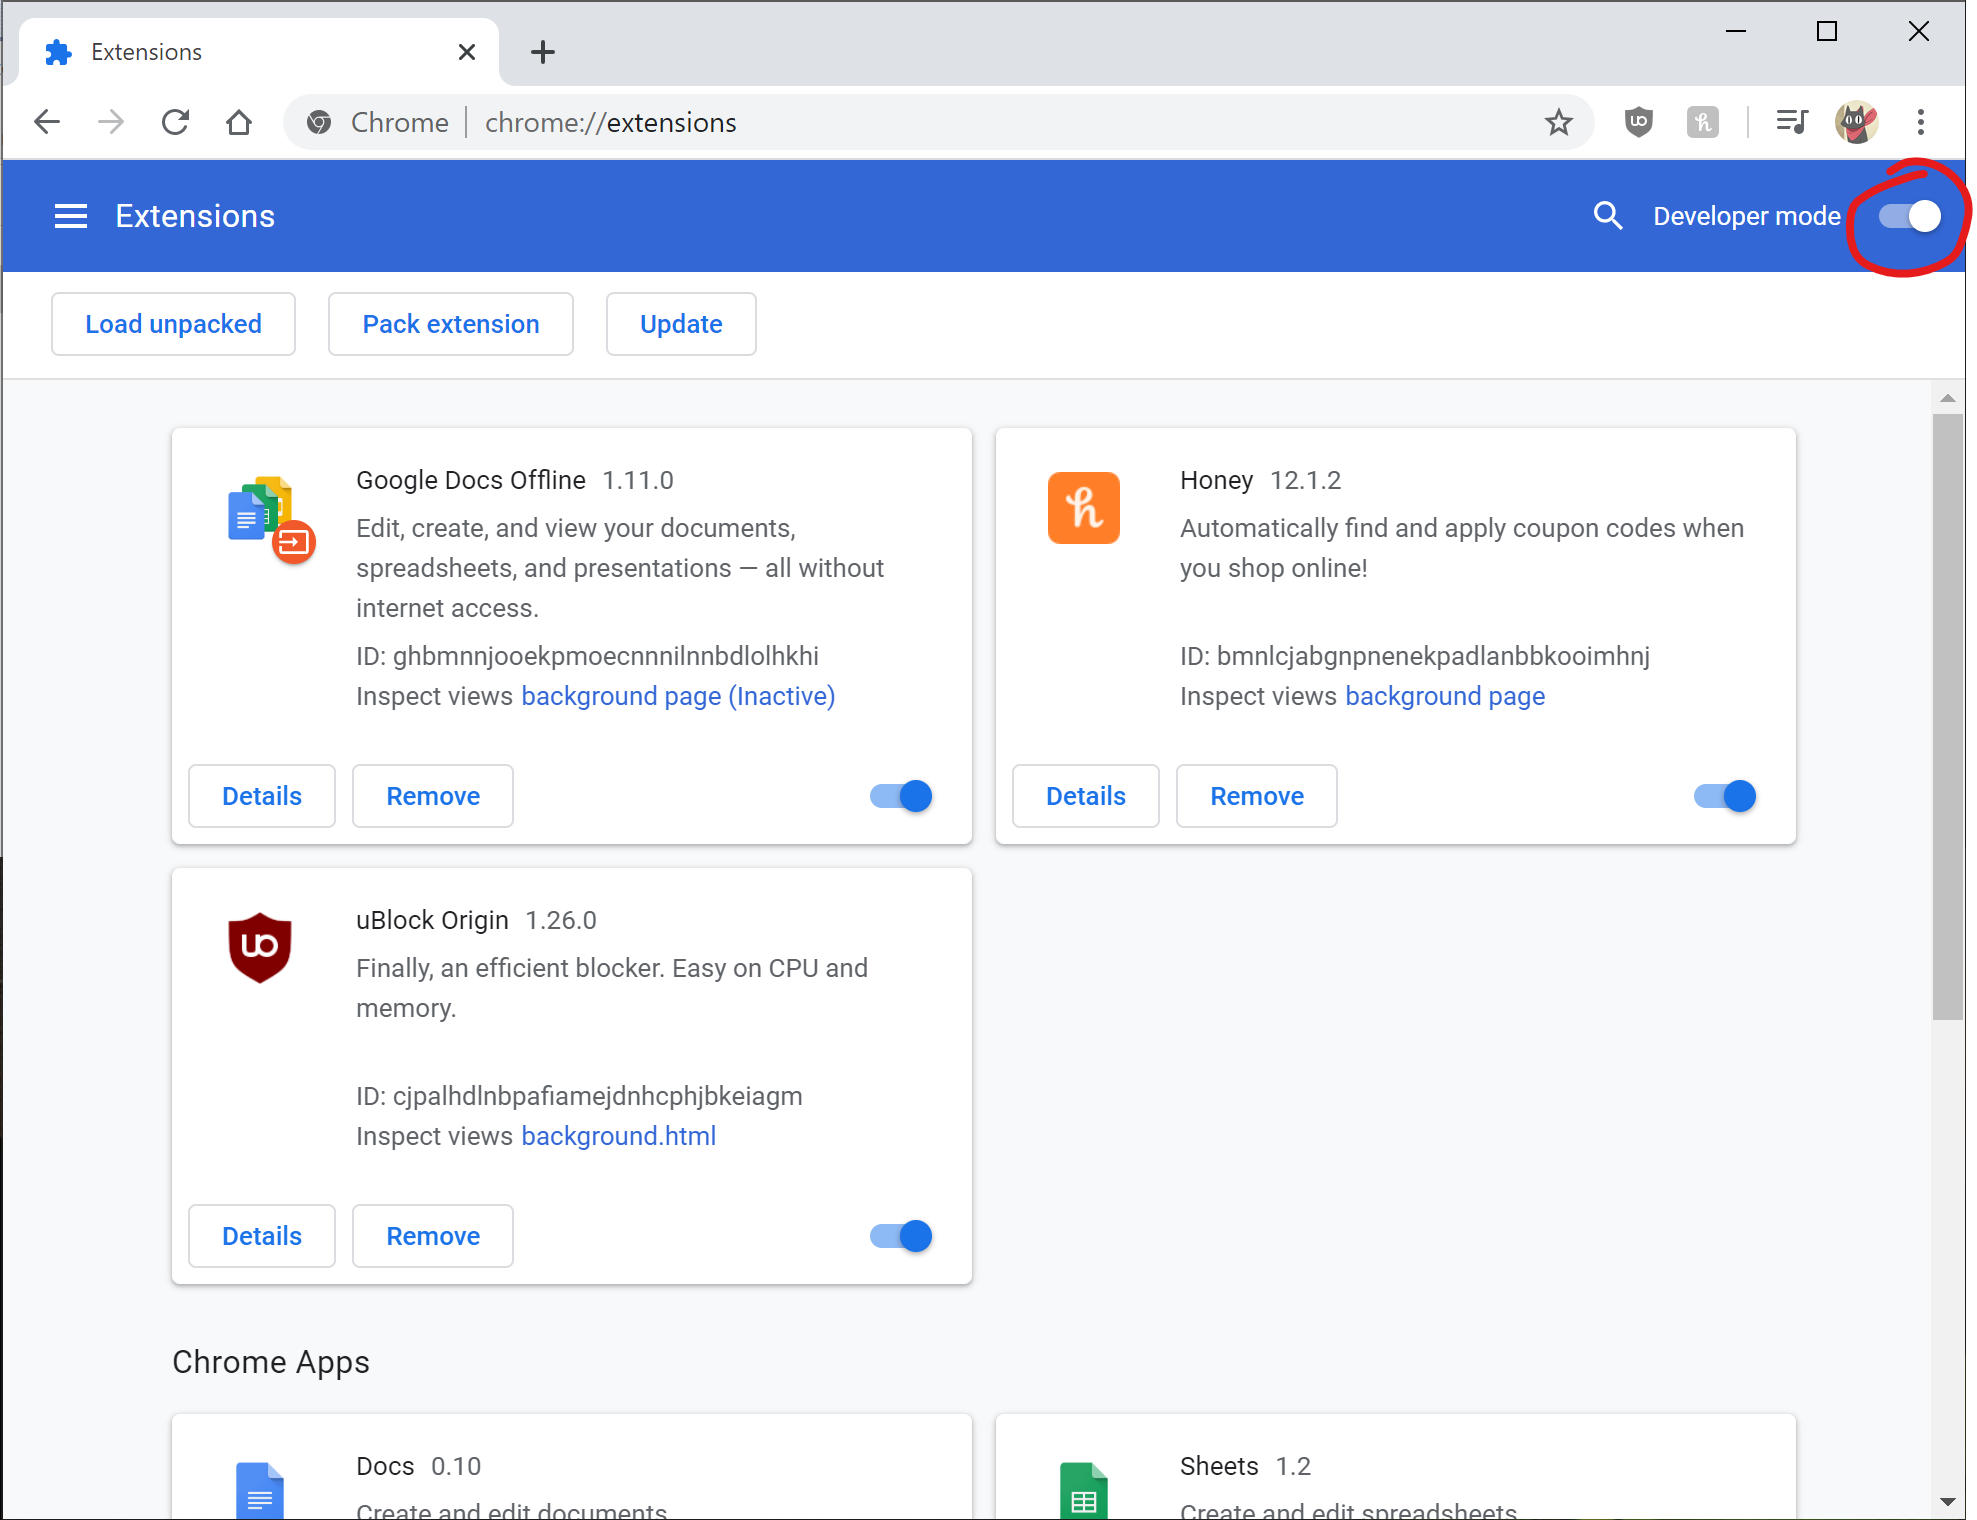 Extensions
Chrome
chrome://extensions
Extensions
Developer mode
Load unpacked
Pack extension
Update
Google Docs Offline 1.11.0
Edit, create, and view your documents,
spreadsheets, and presentations — all without
internet access.
ID: ghbmnnjooekpmoecnnnilnnbdlolhkhi
Inspect views background page (Inactive)
Details
Remove
Honey 12.1.2
Automatically find and apply coupon codes when
you shop online!
ID: bmnlcjabgnpnenekpadlanbbkooimhnj
Inspect views background page
Details
Remove
uBlock Origin 1.26.0
Finally, an efficient blocker. Easy on CPU and
memory.
ID: cjpalhdlnbpafiamejdnhcphjbkeiagm
Inspect views background.html
Details
Remove
Chrome Apps
Docs 0.10
Create and edit documents
Sheets 1.2
Create and edit spreadsheets